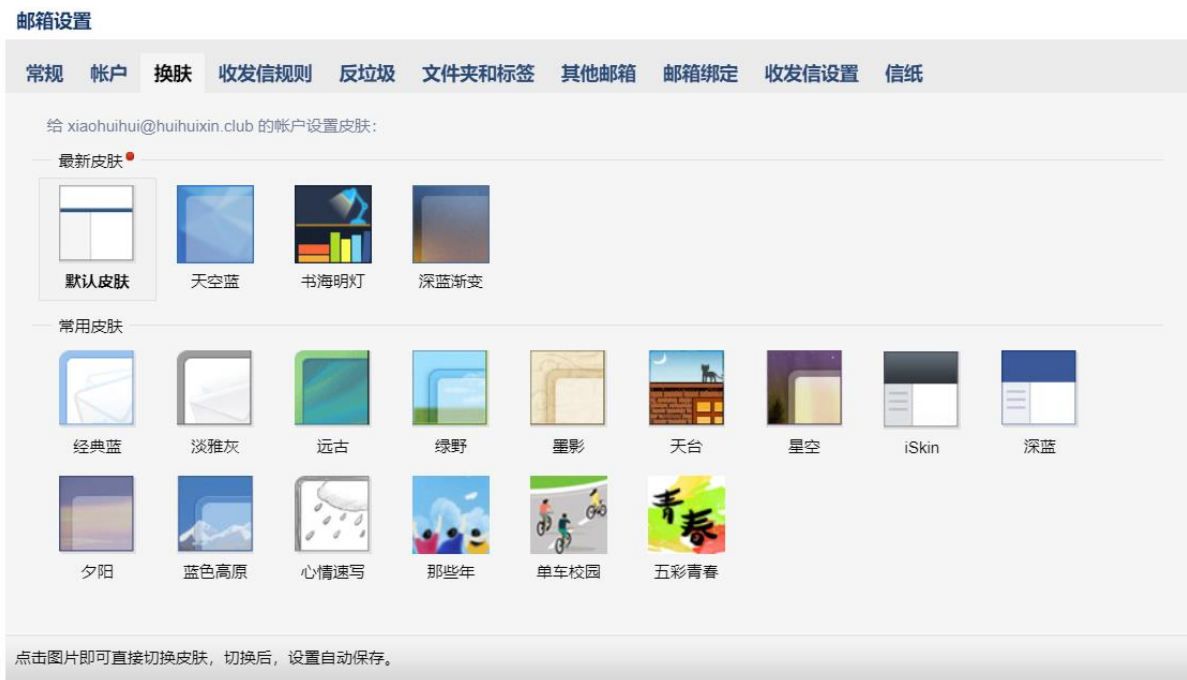 邮箱设置
常规 帐户 换肤 收发信规则 反垃圾 文件夹和标签 其他邮箱 邮箱绑定 收发信设置 信纸
给 xiaohuihui@huihuixin.club 的帐户设置皮肤：
最新皮肤
默认皮肤 天空蓝 书海明灯 深蓝渐变
常用皮肤
经典蓝 淡雅灰 远古 绿野 墨影 天台 星空 iSkin 深蓝
青春
夕阳 蓝色高原 心情速写 那些年 单车校园 五彩青春
点击图片即可直接切换皮肤，切换后，设置自动保存。